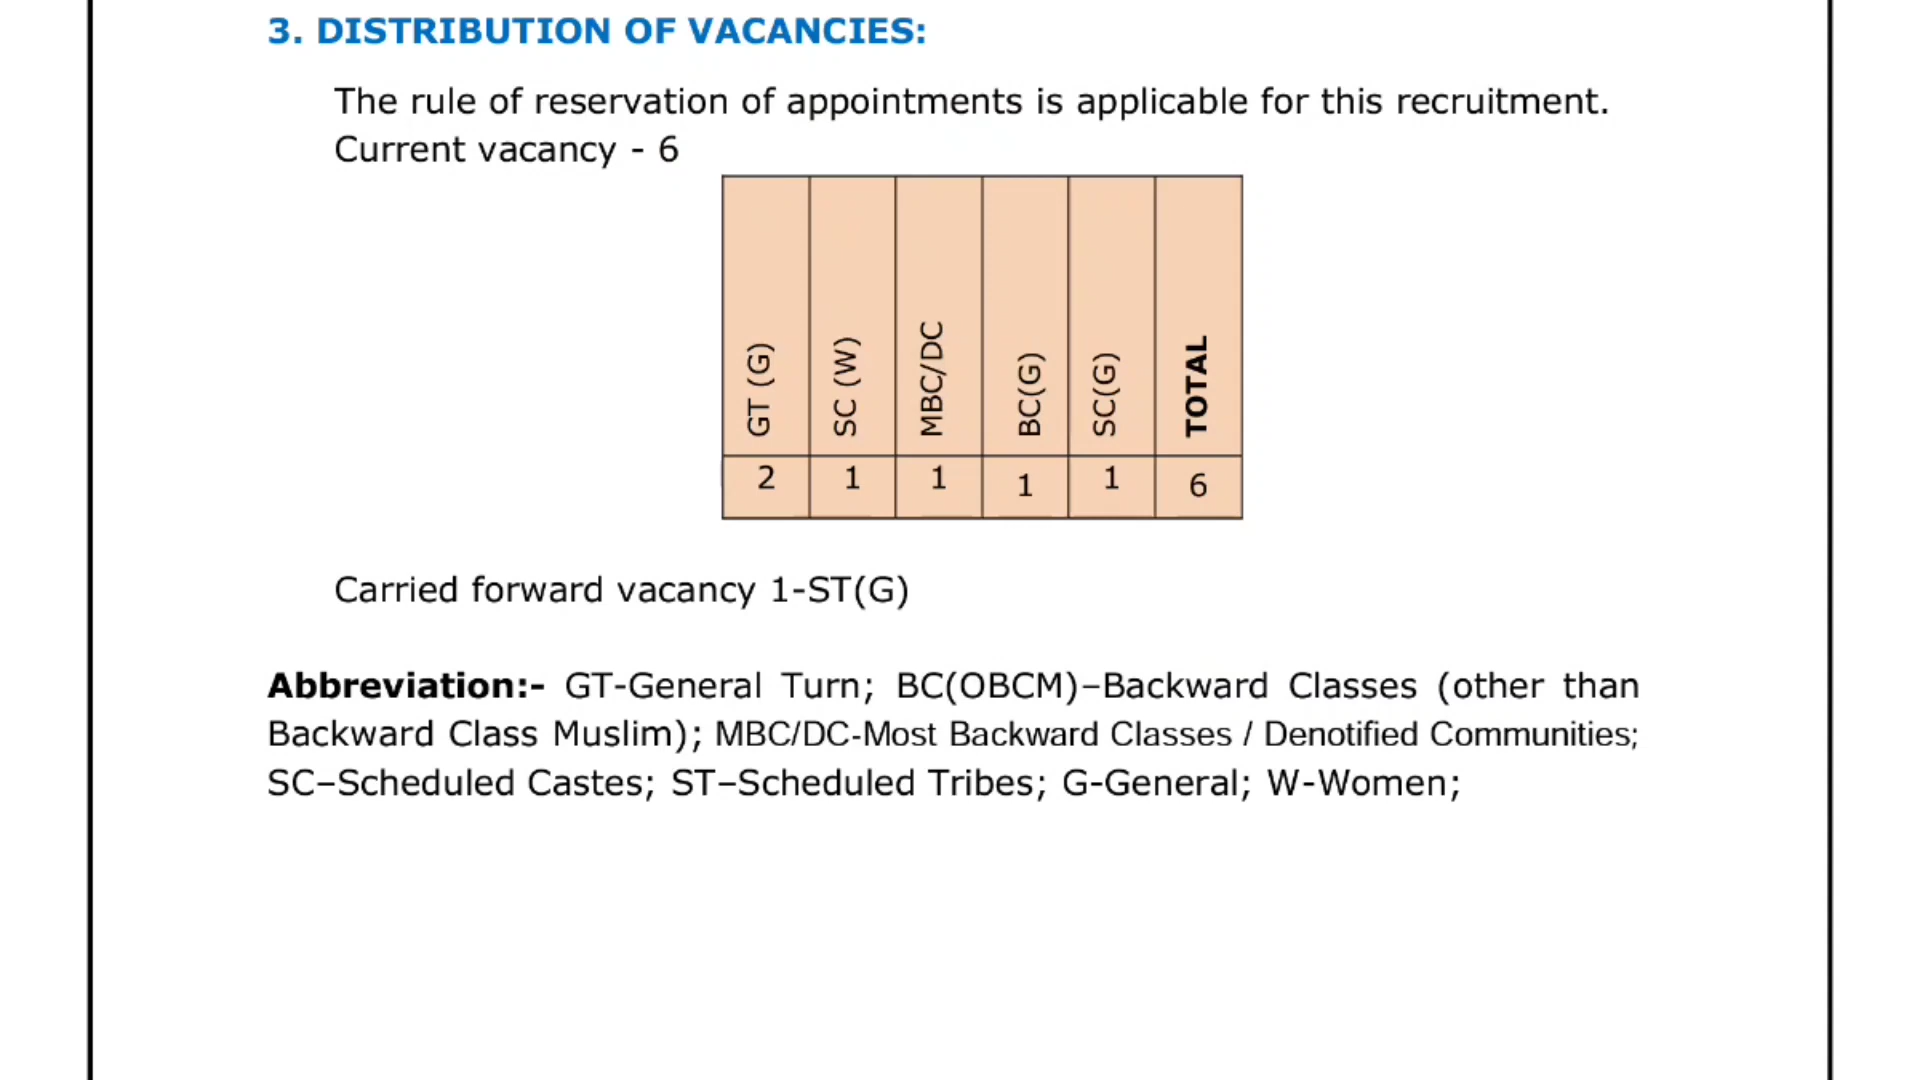 3. DISTRIBUTION OF VACANCIES:
The rule of reservation of appointments is applicable for this recruitment.
Current vacancy - 6
GT (G) SC (W) MBC/DC BC(G) SC(G) TOTAL
2 1 1 1 1 6
Carried forward vacancy 1-ST(G)
Abbreviation:- GT-General Turn; BC(OBCM)–Backward Classes (other than
Backward Class Muslim); MBC/DC-Most Backward Classes / Denotified Communities;
SC–Scheduled Castes; ST–Scheduled Tribes; G-General; W-Women;